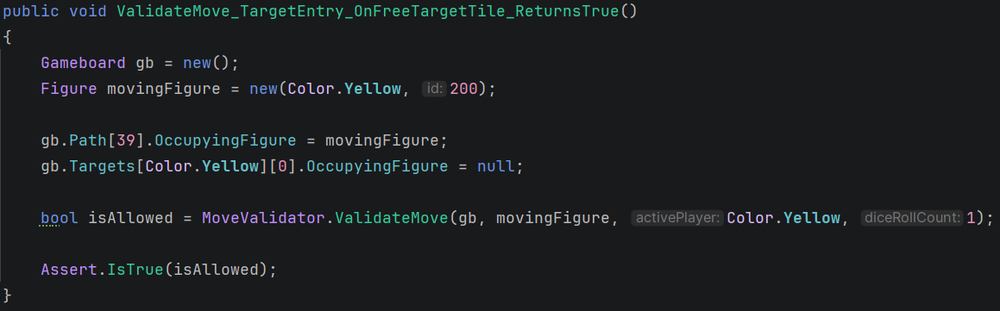 public void ValidateMove_TargetEntry_OnFreeTargetTile_ReturnsTrue()
{
    Gameboard gb = new();
    Figure movingFigure = new(Color.Yellow, id: 200);

    gb.Path[39].OccupyingFigure = movingFigure;
    gb.Targets[Color.Yellow][0].OccupyingFigure = null;

    bool isAllowed = MoveValidator.ValidateMove(gb, movingFigure, activePlayer: Color.Yellow, diceRollCount: 1);

    Assert.IsTrue(isAllowed);
}